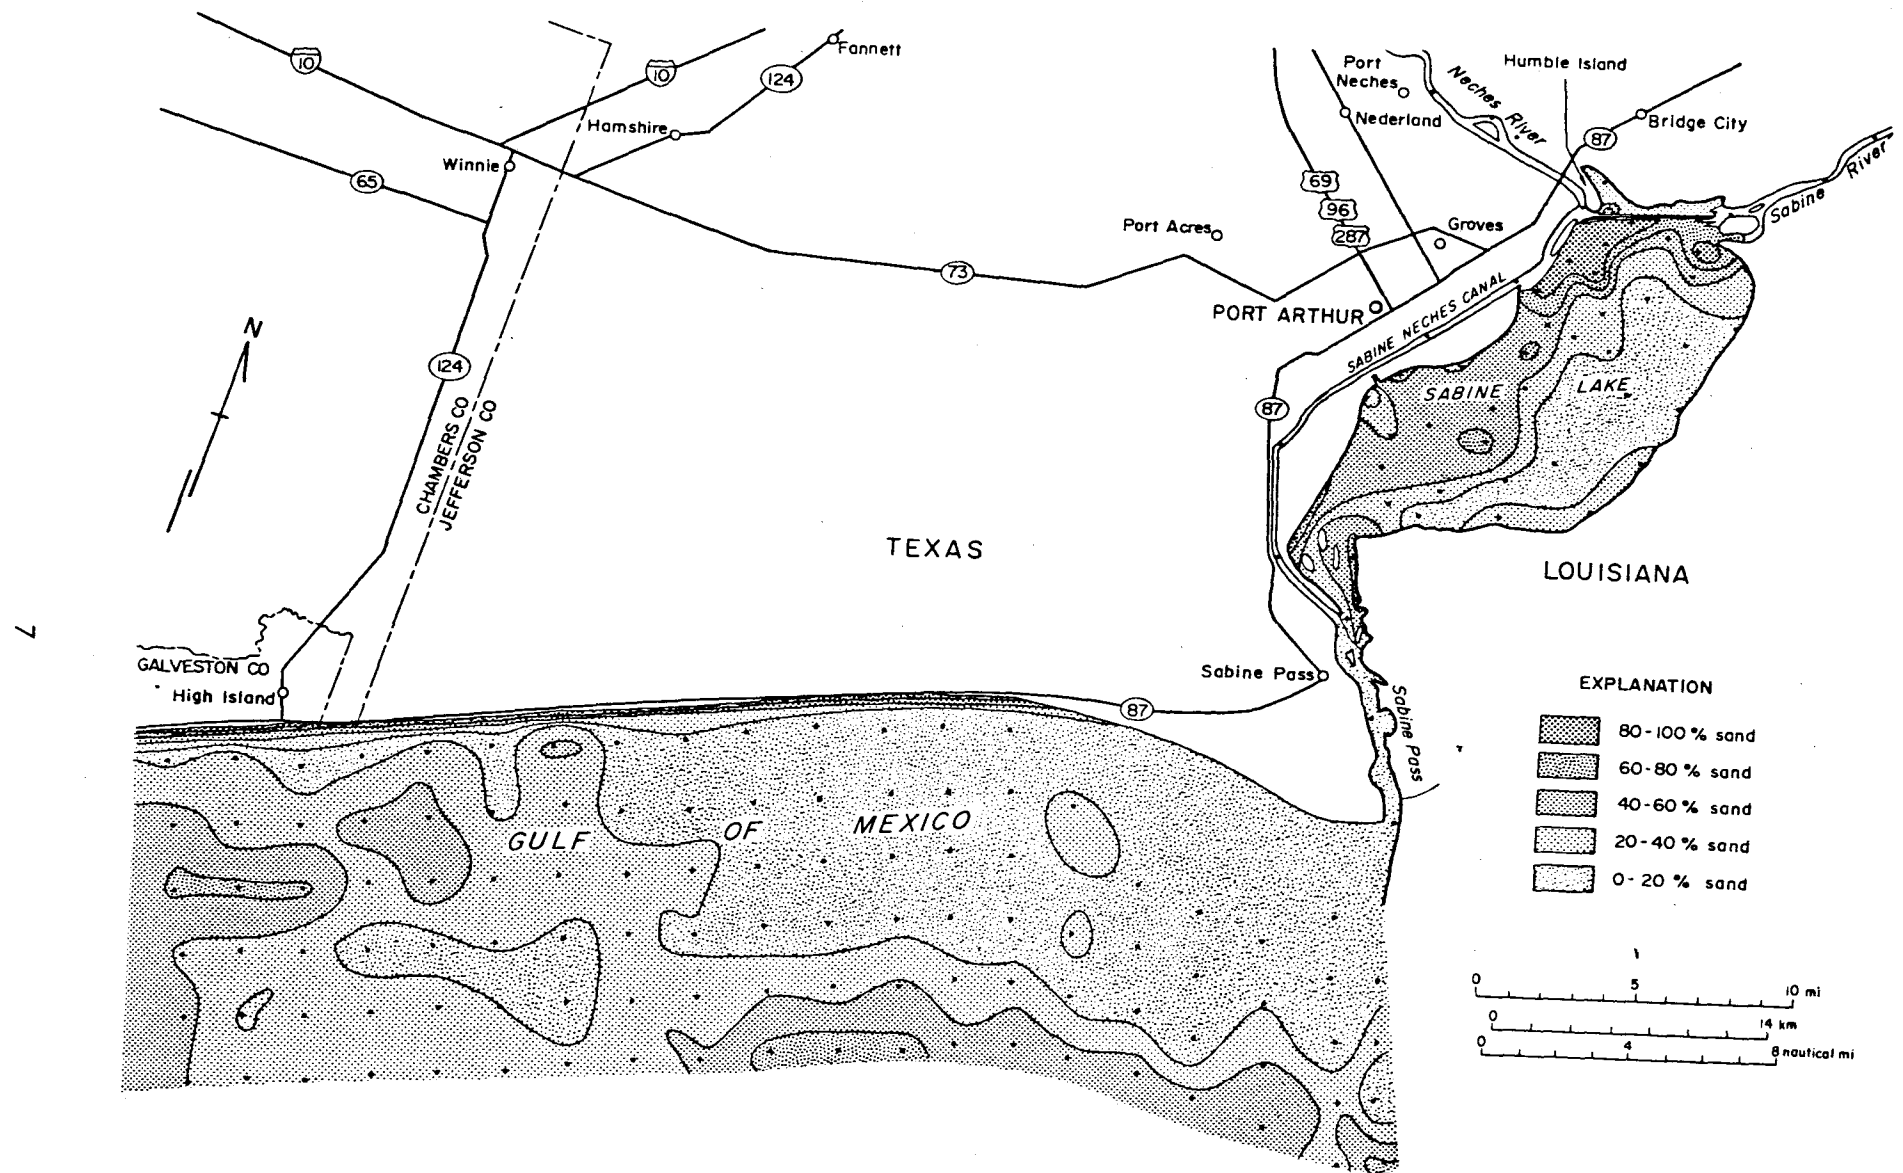 10
10
124
Fannett
Hamshire
Winnie
65
73
124
CHAMBERS CO
JEFFERSON CO
N
GALVESTON CO
High Island
7
Port
Neches
Neches River
Humble Island
Nederland
87
Bridge City
Sabine River
69
96
287
Port Acres
Groves
PORT ARTHUR
SABINE NECHES CANAL
87
SABINE LAKE
TEXAS
LOUISIANA
Sabine Pass
87
Sabine Pass
GULF OF MEXICO
EXPLANATION
80-100 % sand
60-80 % sand
40-60 % sand
20-40 % sand
0-20 % sand
0 5 10 mi
0 14 km
0 4 8 nautical mi